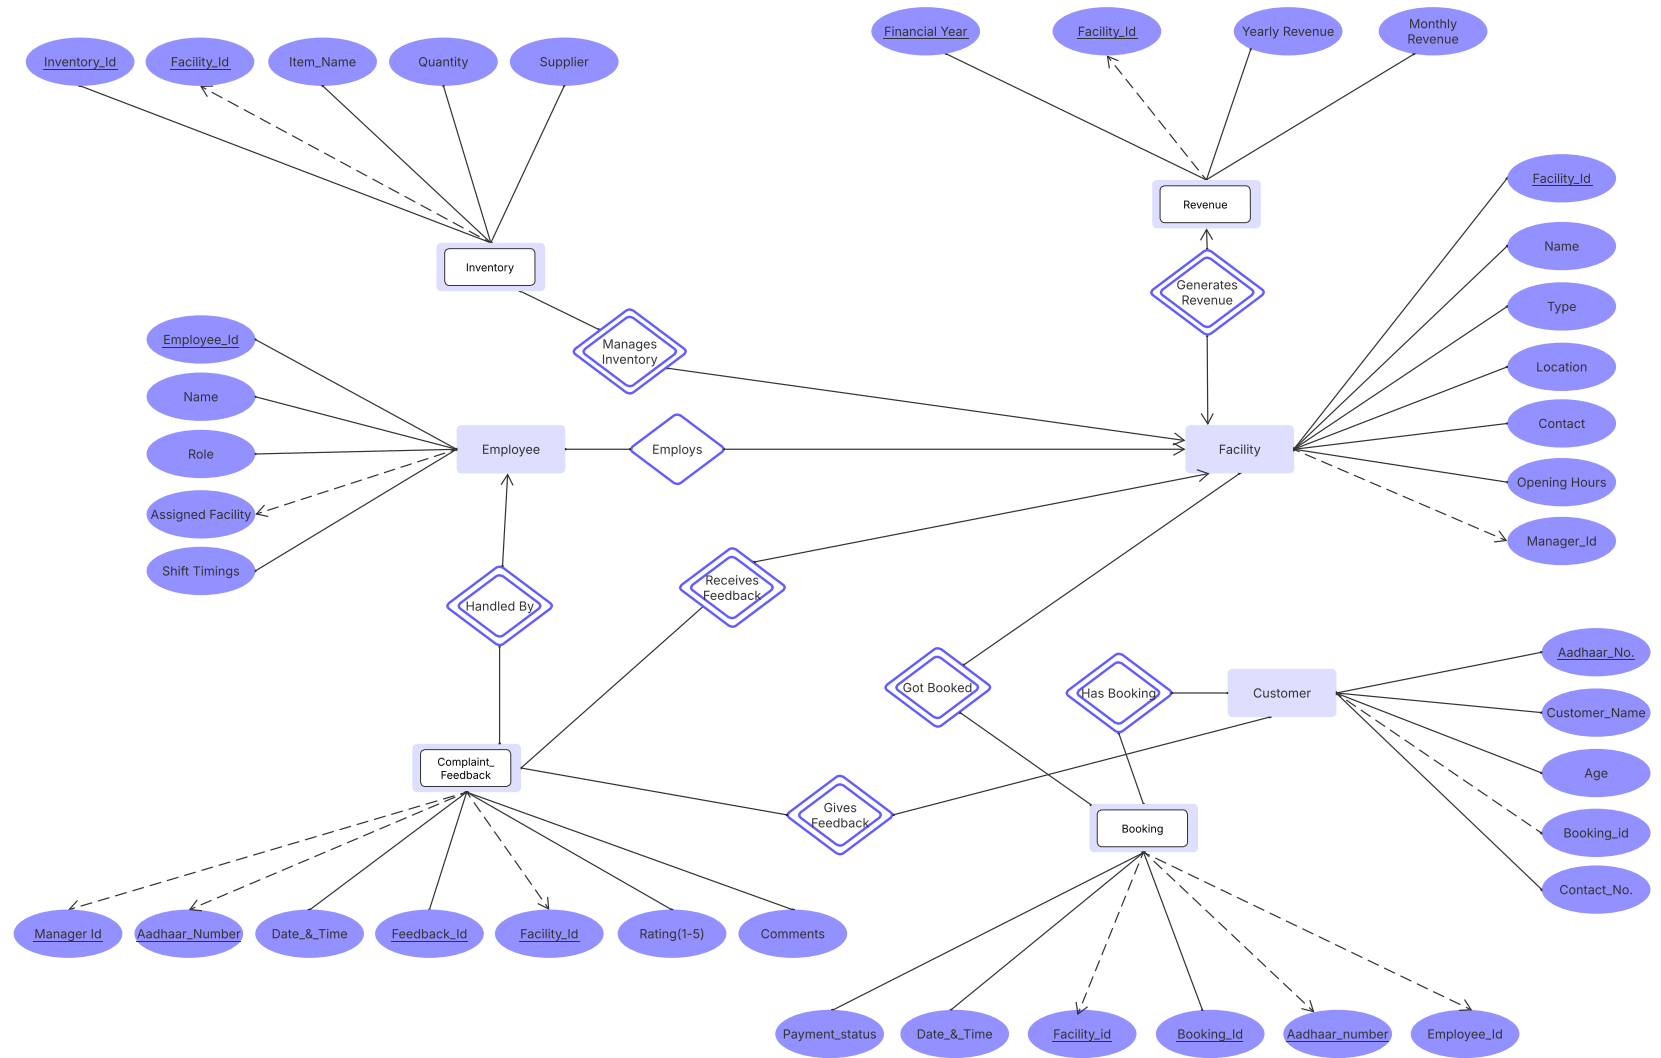 Financial Year
Facility_Id
Yearly Revenue
Monthly
Revenue
Inventory_Id
Facility_Id
Item_Name
Quantity
Supplier
Facility_Id
Revenue
Name
Inventory
Generates
Revenue
Type
Employee_Id
Manages
Inventory
Location
Name
Contact
Role
Employee
Employs
Facility
Opening Hours
Assigned Facility
Manager_Id
Shift Timings
Receives
Feedback
Handled By
Aadhaar_No.
Got Booked
Has Booking
Customer
Customer_Name
Complaint_
Feedback
Age
Gives
Feedback
Booking
Booking_id
Contact_No.
Manager Id
Aadhaar_Number
Date_&_Time
Feedback_Id
Facility_Id
Rating(1-5)
Comments
Payment_status
Date_&_Time
Facility_id
Booking_Id
Aadhaar_number
Employee_Id